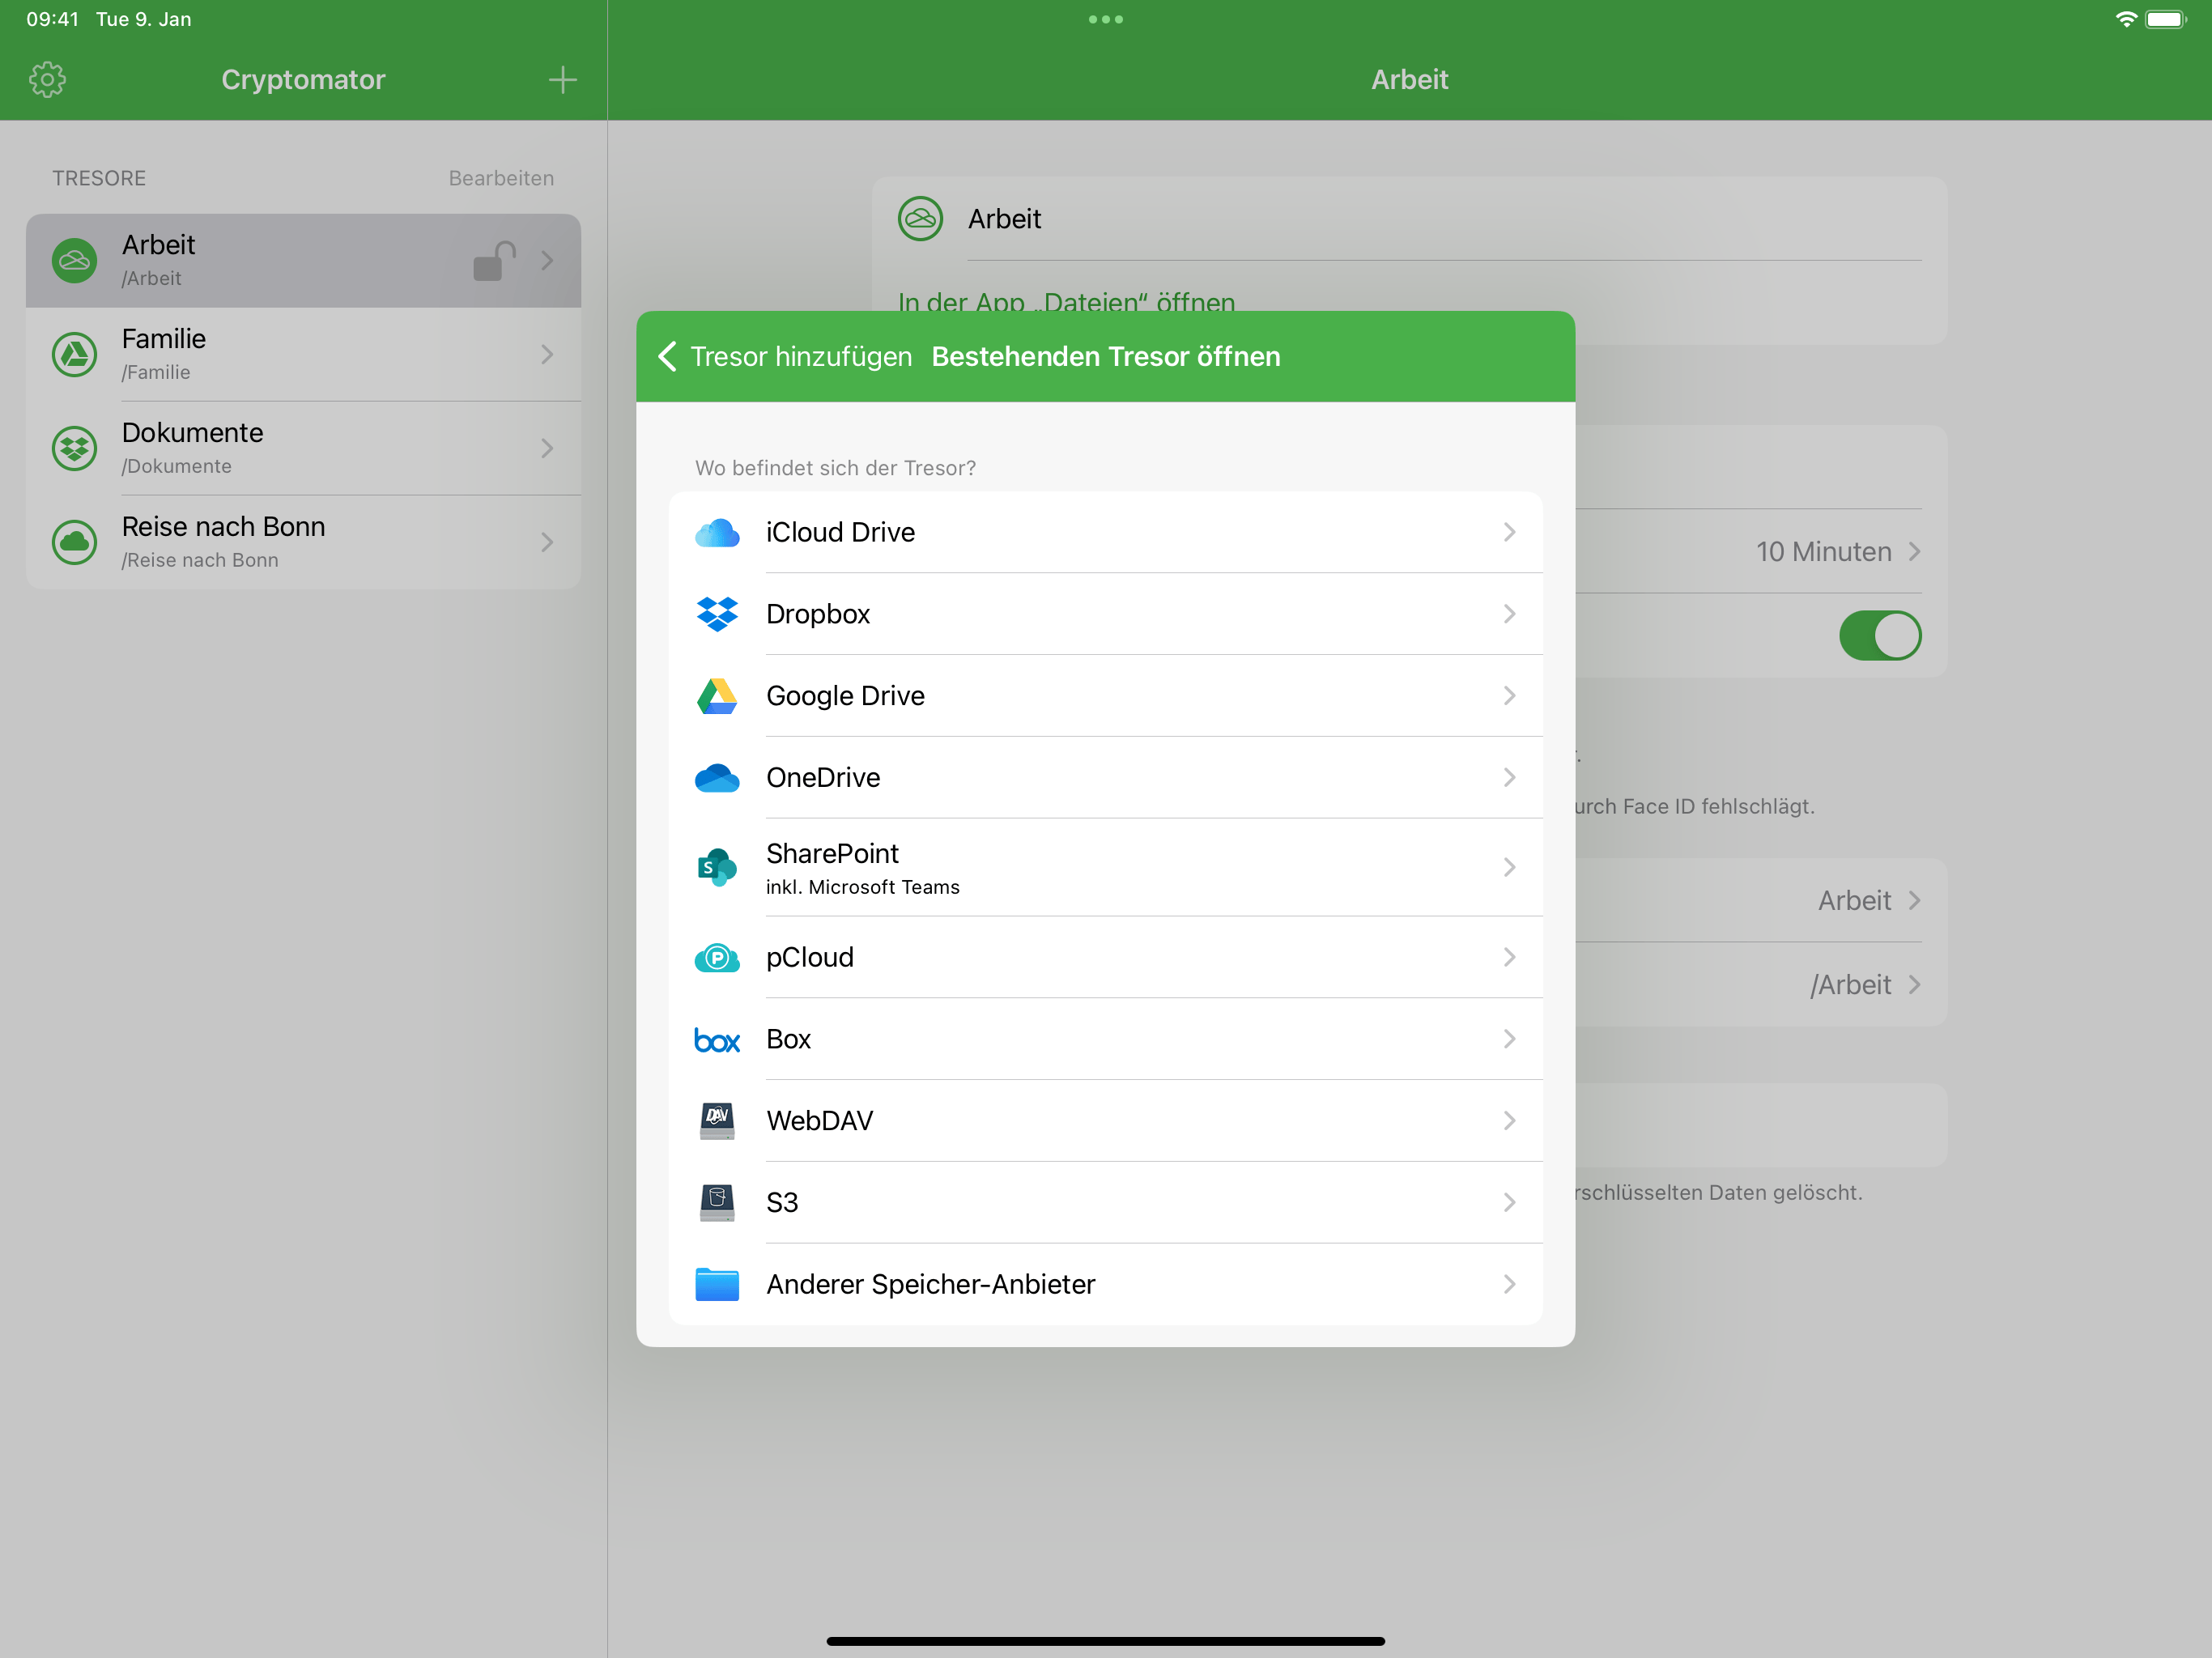 09:41 Tue 9. Jan
Cryptomator
Arbeit
TRESORE
Bearbeiten
Arbeit
/Arbeit
Familie
/Familie
Dokumente
/Dokumente
Reise nach Bonn
/Reise nach Bonn
Arbeit
In der App „Dateien“ öffnen
10 Minuten
urch Face ID fehlschlägt.
Arbeit
/Arbeit
rschlüsselten Daten gelöscht.
Tresor hinzufügen
Bestehenden Tresor öffnen
Wo befindet sich der Tresor?
iCloud Drive
Dropbox
Google Drive
OneDrive
S
SharePoint
inkl. Microsoft Teams
P
pCloud
box
Box
DAV
WebDAV
S3
Anderer Speicher-Anbieter